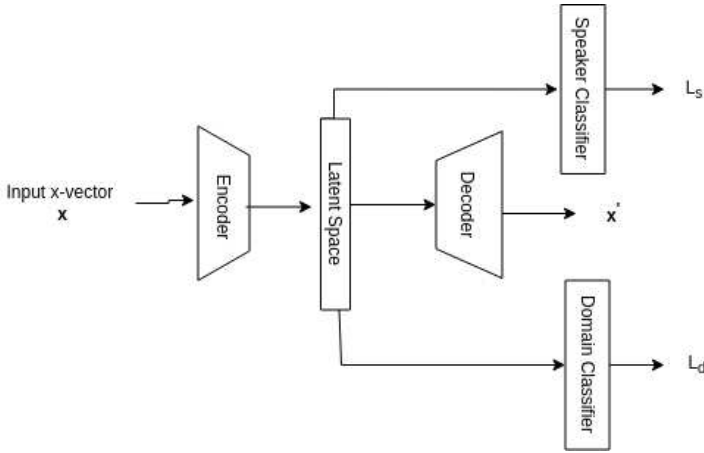 Input x-vector
x
Encoder
Latent Space
Decoder
x*
Speaker Classifier
Ls
Domain Classifier
Ld